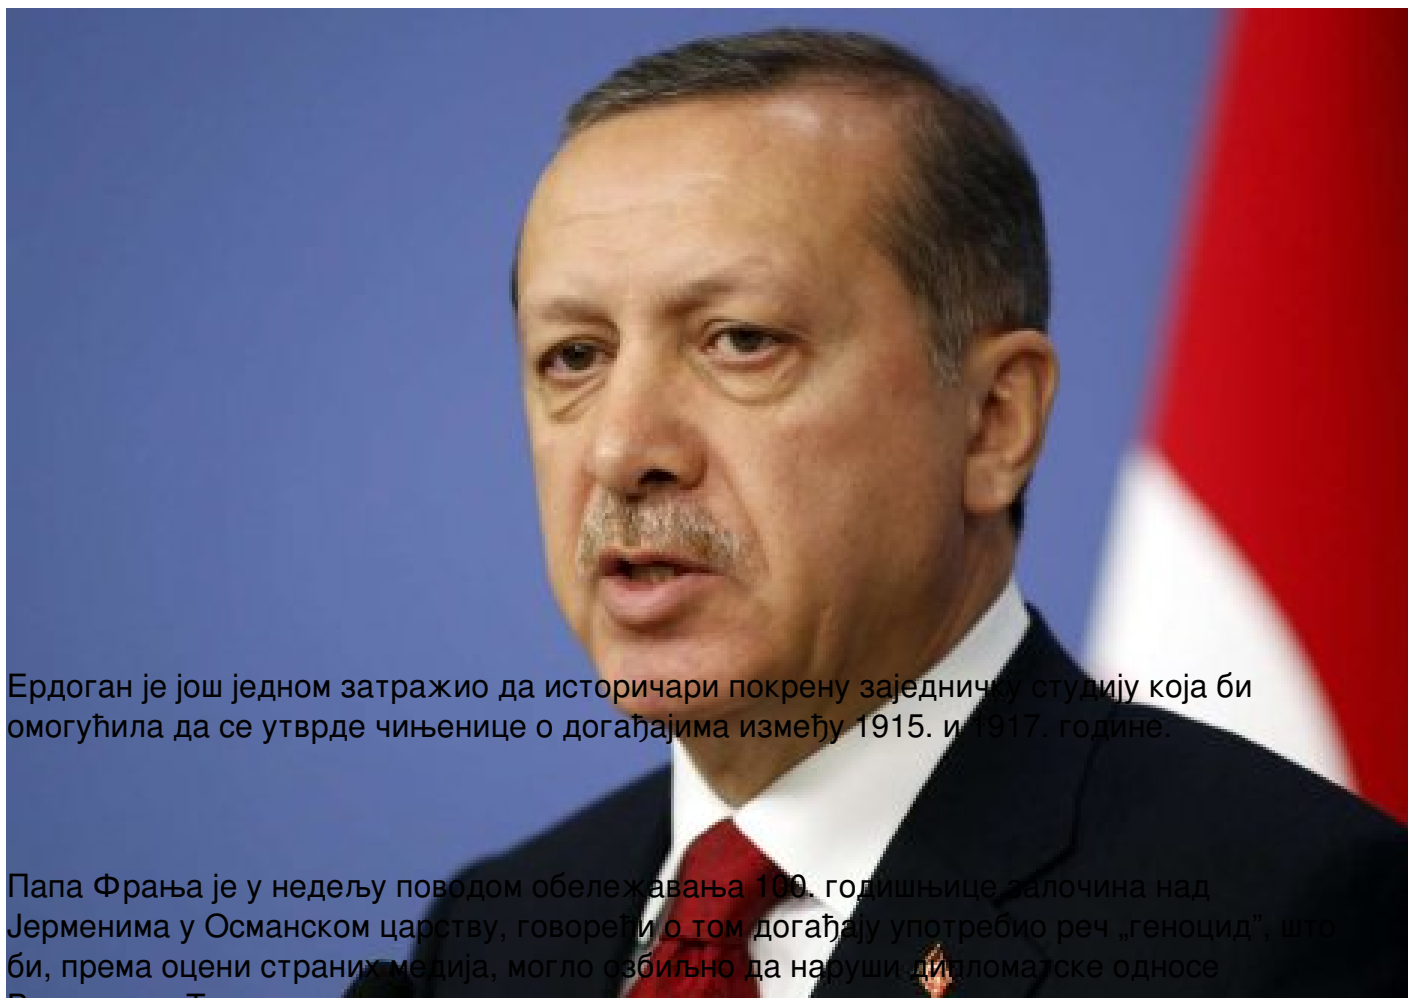 Ердоган је још једном затражио да историчари покрену заједничку студију која би
омогућила да се утврде чињенице о догађајима између 1915. и 1917. године.
Папа Фрања је у недељу поводом обележавања 100. годишњице залочина над
Јерменима у Османском царству, говорећи о том догађају употребио реч „геноцид”, што
би, према оцени страних медија, могло озбиљно да наруши дипломатске односе